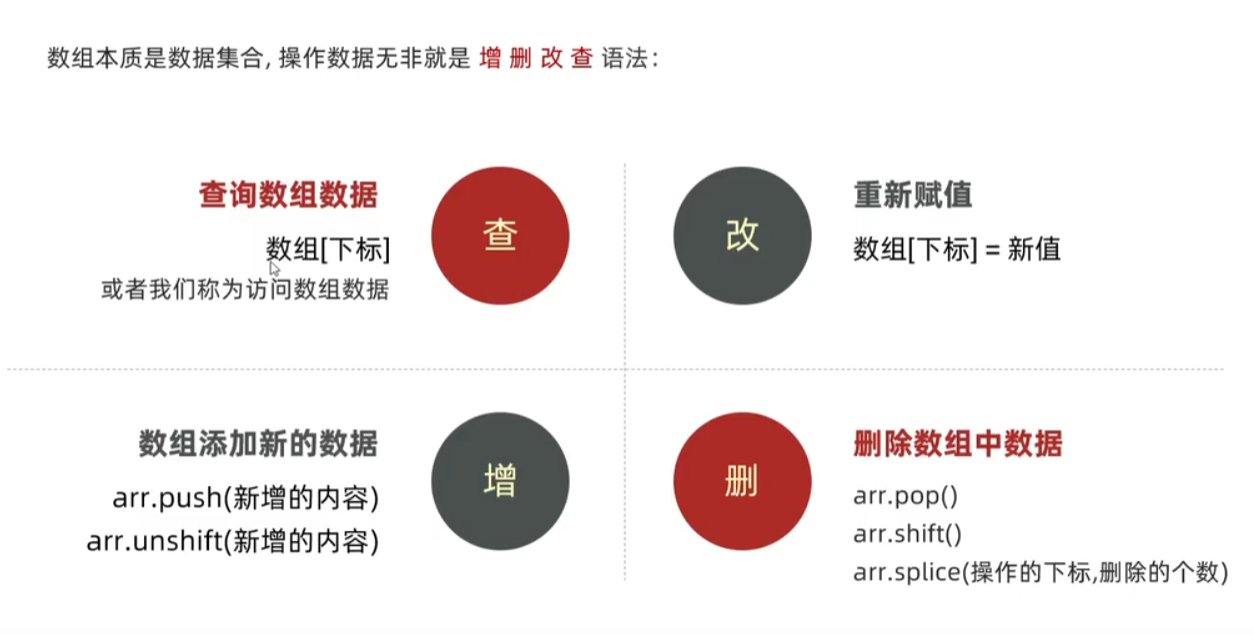 数组本质是数据集合, 操作数据无非就是 增 删 改 查 语法：
查询数组数据
数组[下标]
或者我们称为访问数组数据
查
改
重新赋值
数组[下标] = 新值
数组添加新的数据
arr.push(新增的内容)
arr.unshift(新增的内容)
增
删
删除数组中数据
arr.pop()
arr.shift()
arr.splice(操作的下标,删除的个数)